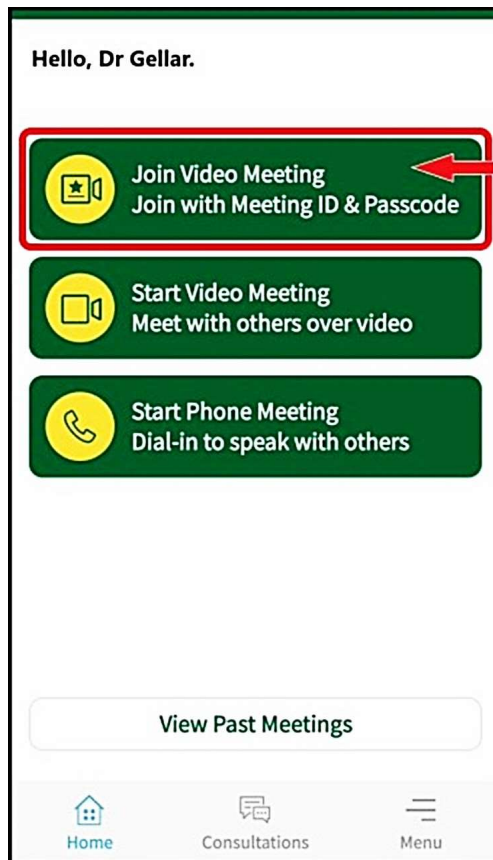 Hello, Dr Gellar.
Join Video Meeting
Join with Meeting ID & Passcode
Start Video Meeting
Meet with others over video
Start Phone Meeting
Dial-in to speak with others
View Past Meetings
Home
Consultations
Menu